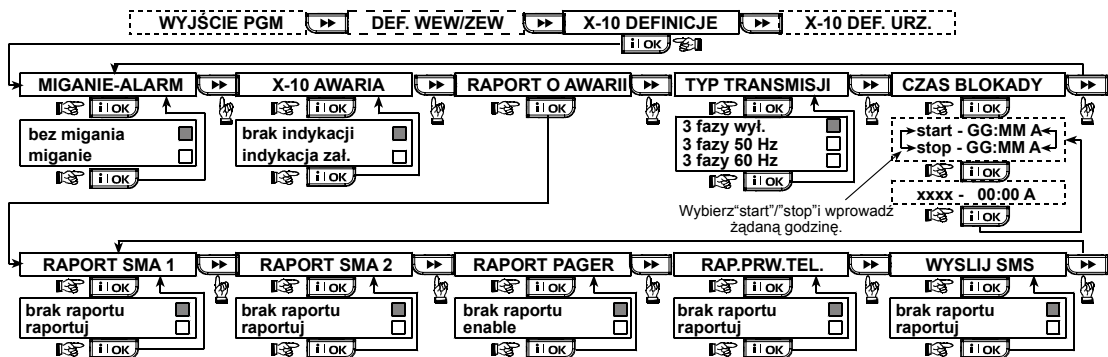 WYJŚCIE PGM DEF. WEW/ZEW X-10 DEFINICJE X-10 DEF. URZ.
i OK
MIGANIE-ALARM X-10 AWARIA RAPORT O AWARII TYP TRANSMISJI CZAS BLOKADY
i OK i OK i OK i OK i OK
bez migania
miganie
i OK
brak indykacji
indykacja zał.
i OK
3 fazy wył.
3 fazy 50 Hz
3 fazy 60 Hz
i OK
start - GG:MM A
stop - GG:MM A
i OK
xxxx - 00:00 A
i OK
Wybierz“start”/”stop”i wprowadź
żądaną godzinę.
RAPORT SMA 1 RAPORT SMA 2 RAPORT PAGER RAP.PRW.TEL. WYSLIJ SMS
i OK i OK i OK i OK i OK
brak raportu
raportuj
i OK
brak raportu
raportuj
i OK
brak raportu
enable
i OK
brak raportu
raportuj
i OK
brak raportu
raportuj
i OK